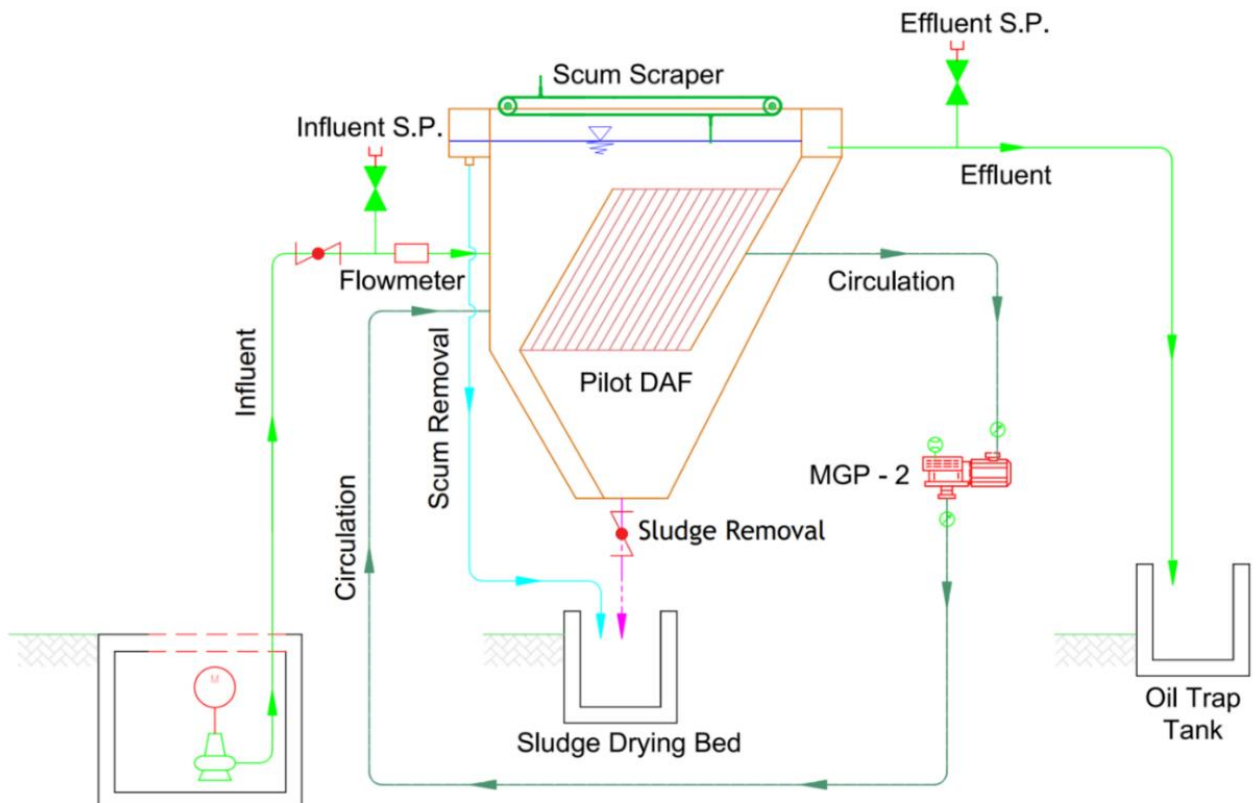 Effluent S.P.
Scum Scraper
Influent S.P.
Effluent
Flowmeter
Circulation
Influent
Scum Removal
Pilot DAF
Circulation
MGP - 2
Sludge Removal
M
Sludge Drying Bed
Oil Trap
Tank